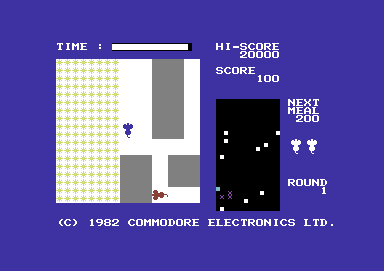 TIME :
HI-SCORE
20000
SCORE
100
NEXT
MEAL
200
ROUND
1
(C) 1982 COMMODORE ELECTRONICS LTD.